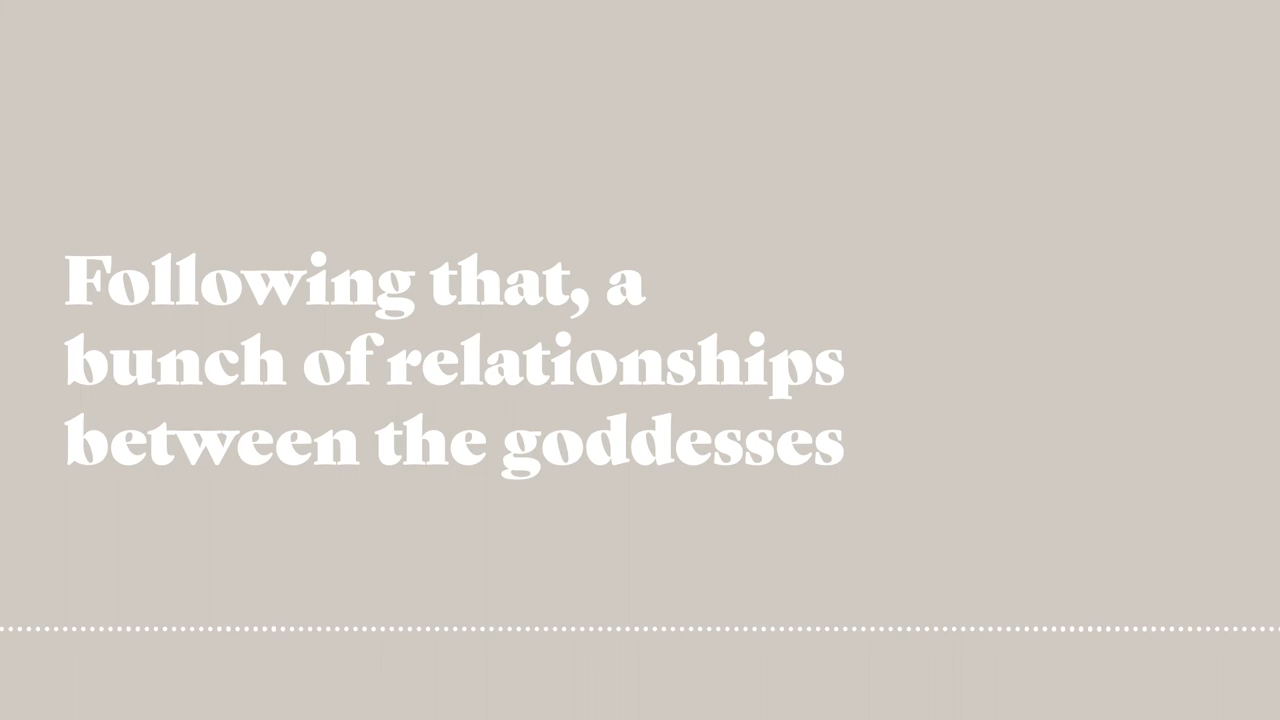 Following that, a
bunch of relationships
between the goddesses